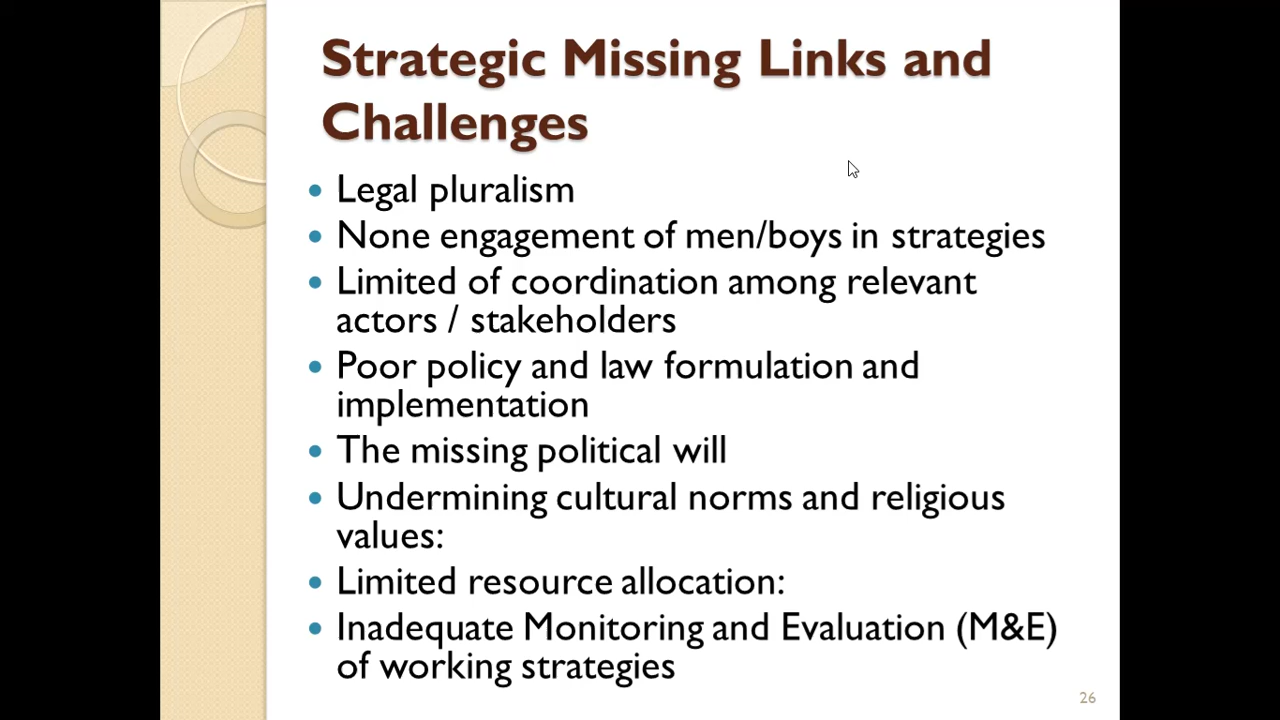 Strategic Missing Links and
Challenges
• Legal pluralism
• None engagement of men/boys in strategies
• Limited of coordination among relevant
actors / stakeholders
• Poor policy and law formulation and
implementation
• The missing political will
• Undermining cultural norms and religious
values:
• Limited resource allocation:
• Inadequate Monitoring and Evaluation (M&E)
of working strategies
26